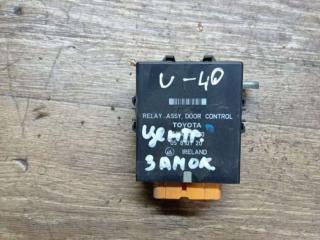 U-40
RELAY ASSY, DOOR CONTROL
TOYOTA
ЦЕНТР.
ЗАМОК
IRELAND